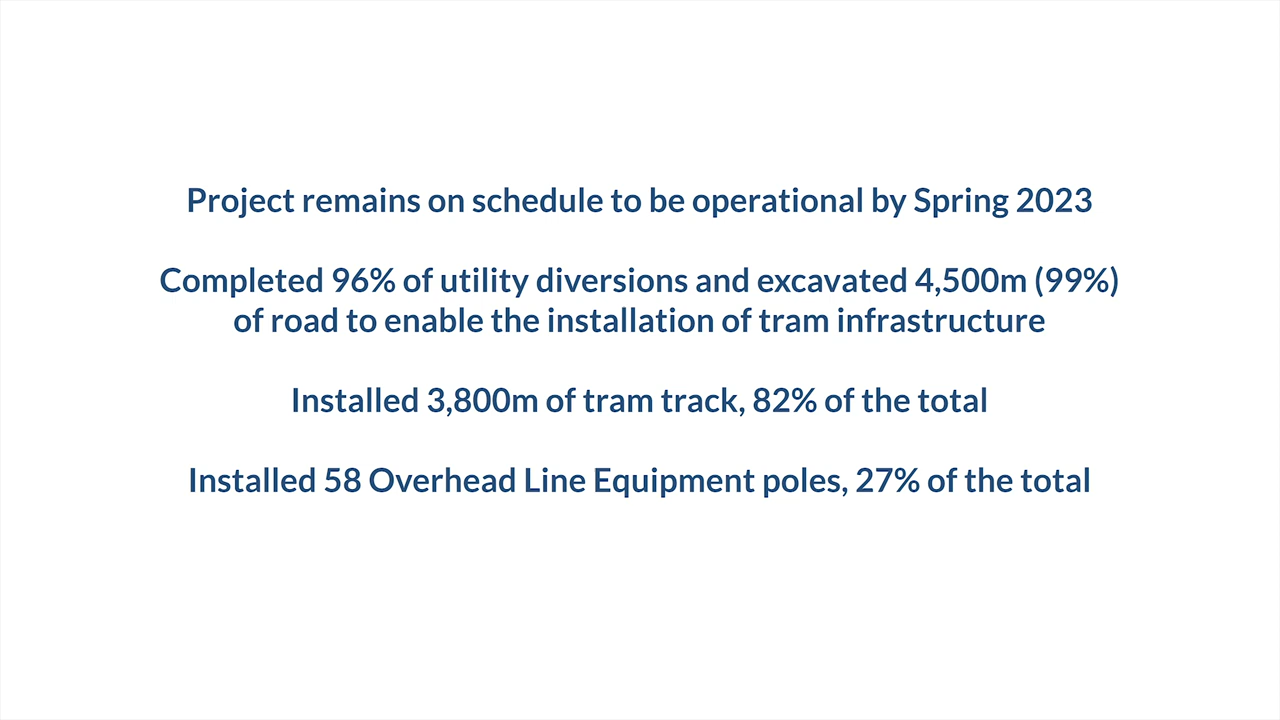 Project remains on schedule to be operational by Spring 2023
Completed 96% of utility diversions and excavated 4,500m (99%)
of road to enable the installation of tram infrastructure
Installed 3,800m of tram track, 82% of the total
Installed 58 Overhead Line Equipment poles, 27% of the total